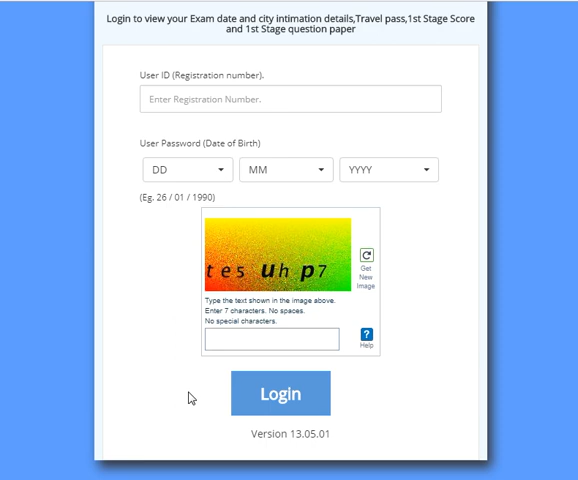 Login to view your Exam date and city intimation details,Travel pass,1st Stage Score
and 1st Stage question paper
User ID (Registration number).
Enter Registration Number.
User Password (Date of Birth)
DD
MM
YYYY
(Eg. 26 / 01 / 1990)
tes uh p7
Get
New
Image
Type the text shown in the image above.
Enter 7 characters. No spaces.
No special characters.
?
Help
Login
Version 13.05.01